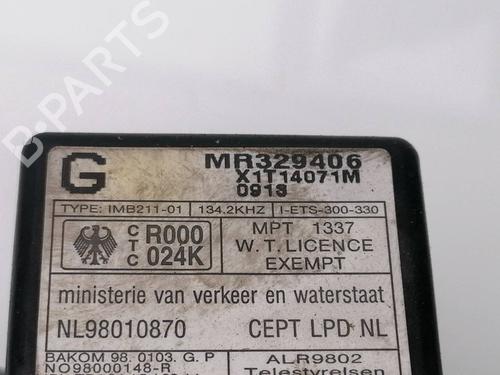 B-PARTS
G
MR329406
X1T14071M
0913
TYPE: IMB211-01
134.2KHZ
I-ETS-300-330
C T C
R000 024K
MPT 1337
W.T. LICENCE
EXEMPT
ministerie van verkeer en waterstaat
NL98010870
CEPT LPD NL
BAKOM 98. 0103. G. P
NO98000148-R
ALR9802
Telestyrelsen